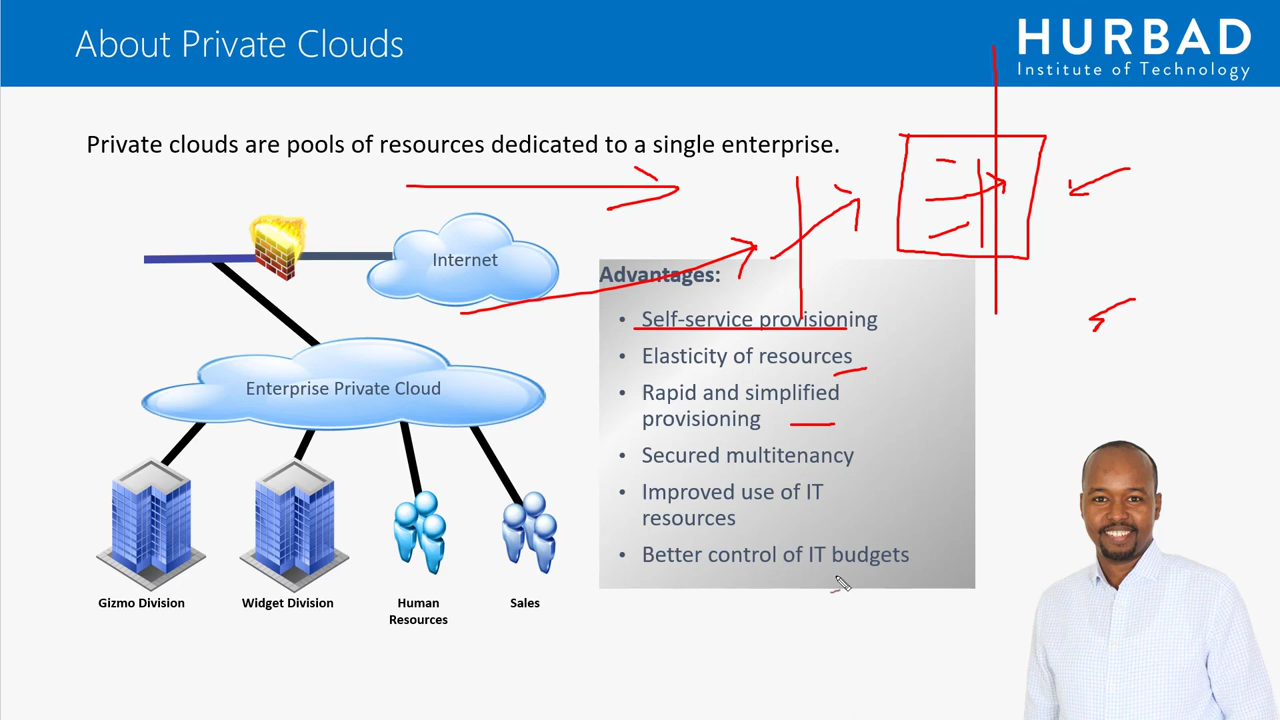 About Private Clouds
HURBAD
Institute of Technology
Private clouds are pools of resources dedicated to a single enterprise.
Internet
Enterprise Private Cloud
Gizmo Division
Widget Division
Human
Resources
Sales
Advantages:
• Self-service provisioning
• Elasticity of resources
• Rapid and simplified
provisioning
• Secured multitenancy
• Improved use of IT
resources
• Better control of IT budgets